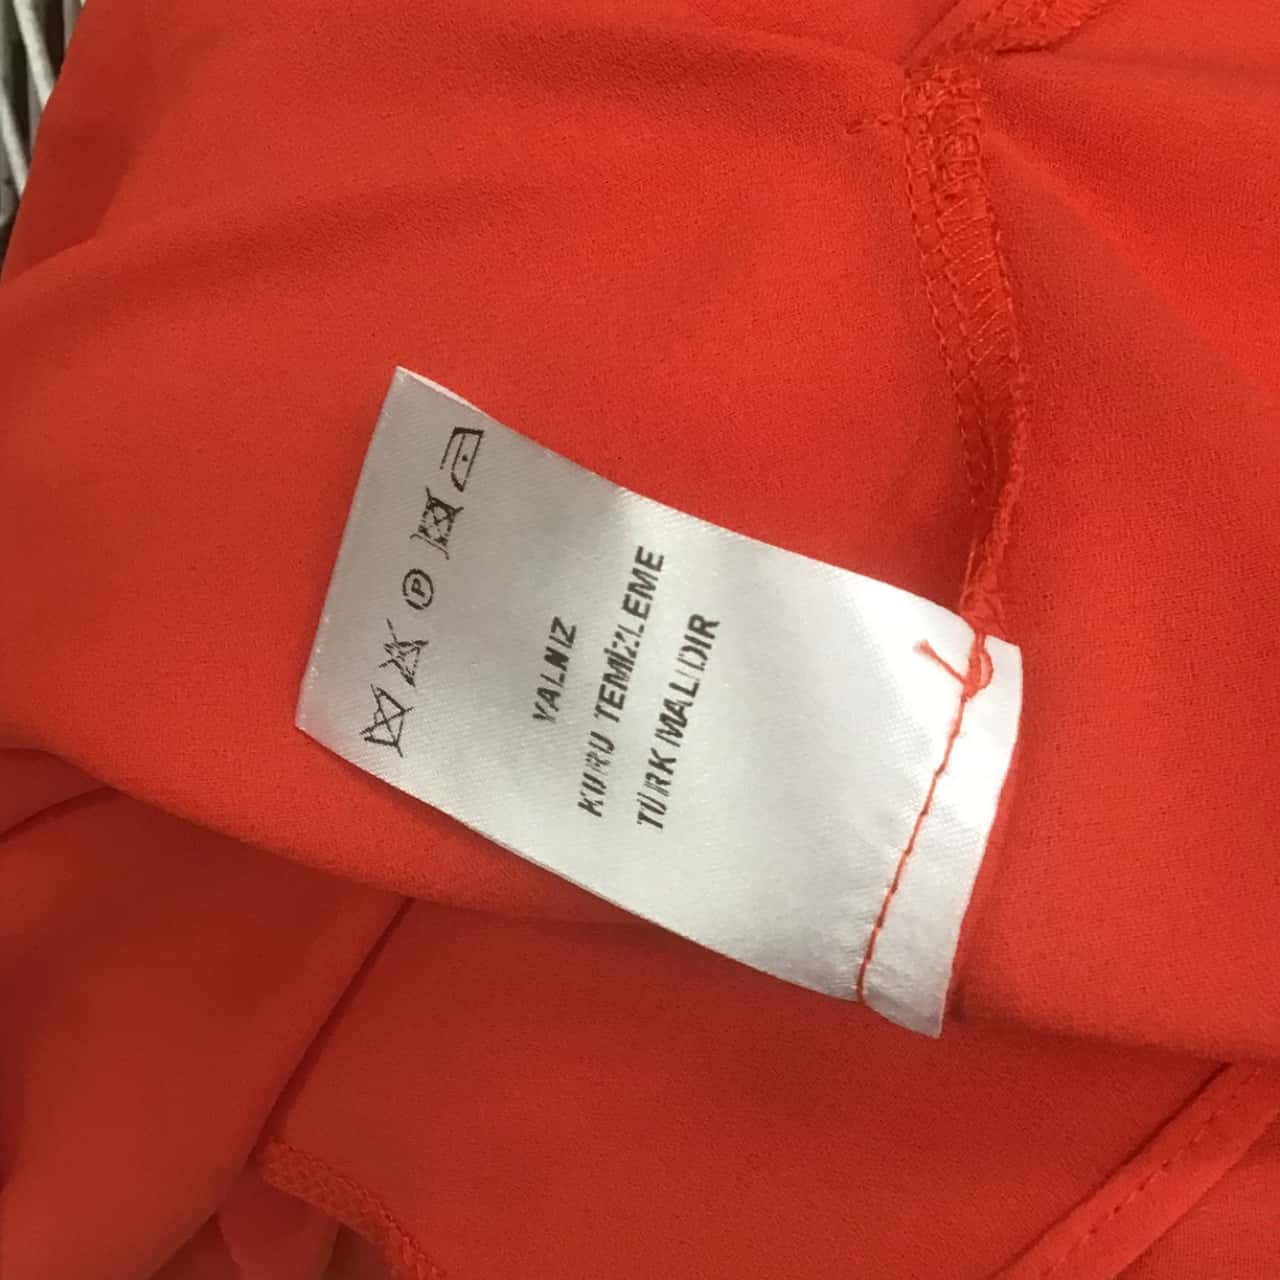 YALNIZ
KURU TEMİZLEME
TÜRK MALIDIR
P